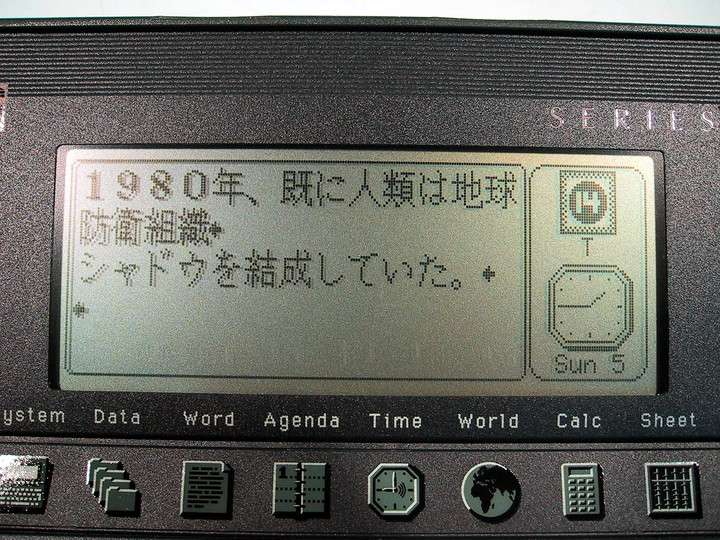 SERIES
1980年、既に人類は地球
防衛組織
シャドウを結成していた。
T
Sun 5
ystem Data Word Agenda Time World Calc Sheet
1